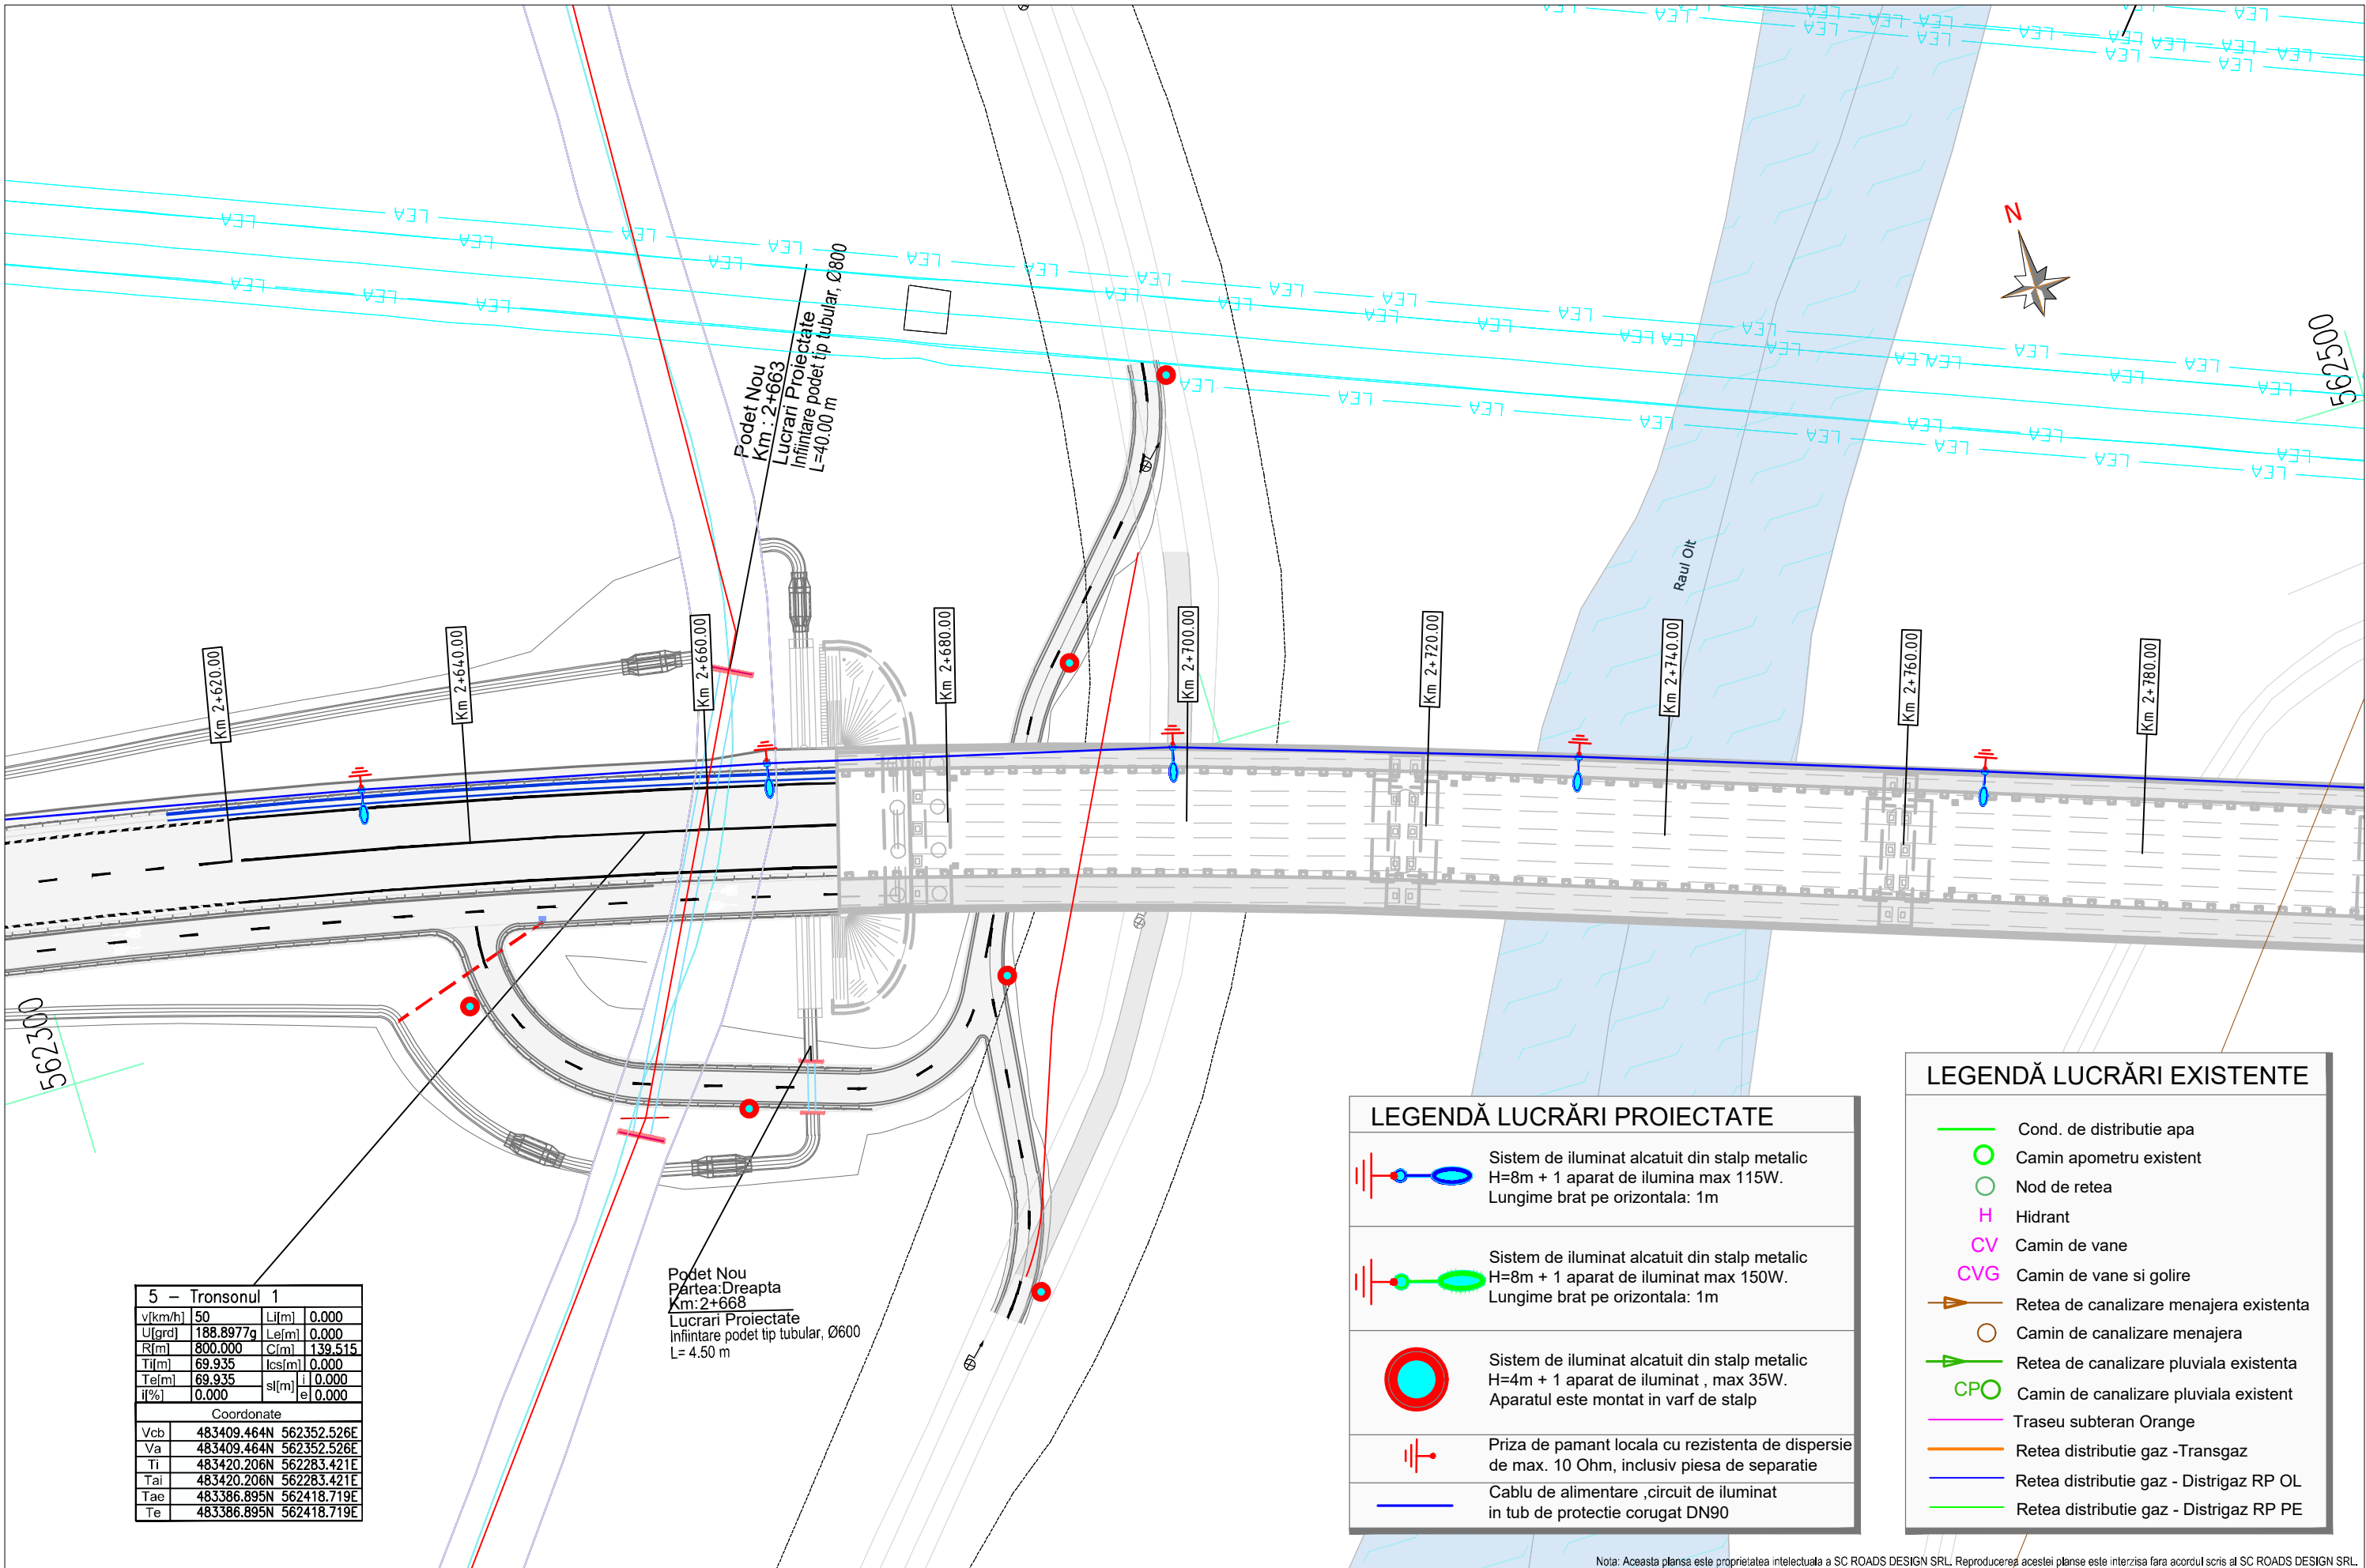 N
562500
Podet Nou
Km : 2+663
Lucrari Proiectate
Infiintare podet tip tubular, Ø800
L=40.00 m
Raul Olt
Km 2+620.00
Km 2+640.00
Km 2+660.00
Km 2+680.00
Km 2+700.00
Km 2+720.00
Km 2+740.00
Km 2+760.00
Km 2+780.00
LEA
562300
Podet Nou
Partea:Dreapta
Km:2+668
Lucrari Proiectate
Infiintare podet tip tubular, Ø600
L= 4.50 m
5 – Tronsonul 1
v[km/h] 50 Li[m] 0.000
U[grd] 188.8977g Le[m] 0.000
R[m] 800.000 C[m] 139.515
Ti[m] 69.935 lcs[m] 0.000
Te[m] 69.935 sl[m] i 0.000
i[%] 0.000 e 0.000
Coordonate
Vcb 483409.464N 562352.526E
Va 483409.464N 562352.526E
Ti 483420.206N 562283.421E
Tai 483420.206N 562283.421E
Tae 483386.895N 562418.719E
Te 483386.895N 562418.719E
LEGENDĂ LUCRĂRI PROIECTATE
Sistem de iluminat alcatuit din stalp metalic
H=8m + 1 aparat de ilumina max 115W.
Lungime brat pe orizontala: 1m
Sistem de iluminat alcatuit din stalp metalic
H=8m + 1 aparat de iluminat max 150W.
Lungime brat pe orizontala: 1m
Sistem de iluminat alcatuit din stalp metalic
H=4m + 1 aparat de iluminat , max 35W.
Aparatul este montat in varf de stalp
Priza de pamant locala cu rezistenta de dispersie
de max. 10 Ohm, inclusiv piesa de separatie
Cablu de alimentare ,circuit de iluminat
in tub de protectie corugat DN90
LEGENDĂ LUCRĂRI EXISTENTE
Cond. de distributie apa
Camin apometru existent
Nod de retea
H Hidrant
CV Camin de vane
CVG Camin de vane si golire
Retea de canalizare menajera existenta
Camin de canalizare menajera
Retea de canalizare pluviala existenta
CP Camin de canalizare pluviala existent
Traseu subteran Orange
Retea distributie gaz -Transgaz
Retea distributie gaz - Distrigaz RP OL
Retea distributie gaz - Distrigaz RP PE
Nota: Aceasta plansa este proprietatea intelectuala a SC ROADS DESIGN SRL. Reproducerea acestei planse este interzisa fara acordul scris al SC ROADS DESIGN SRL.